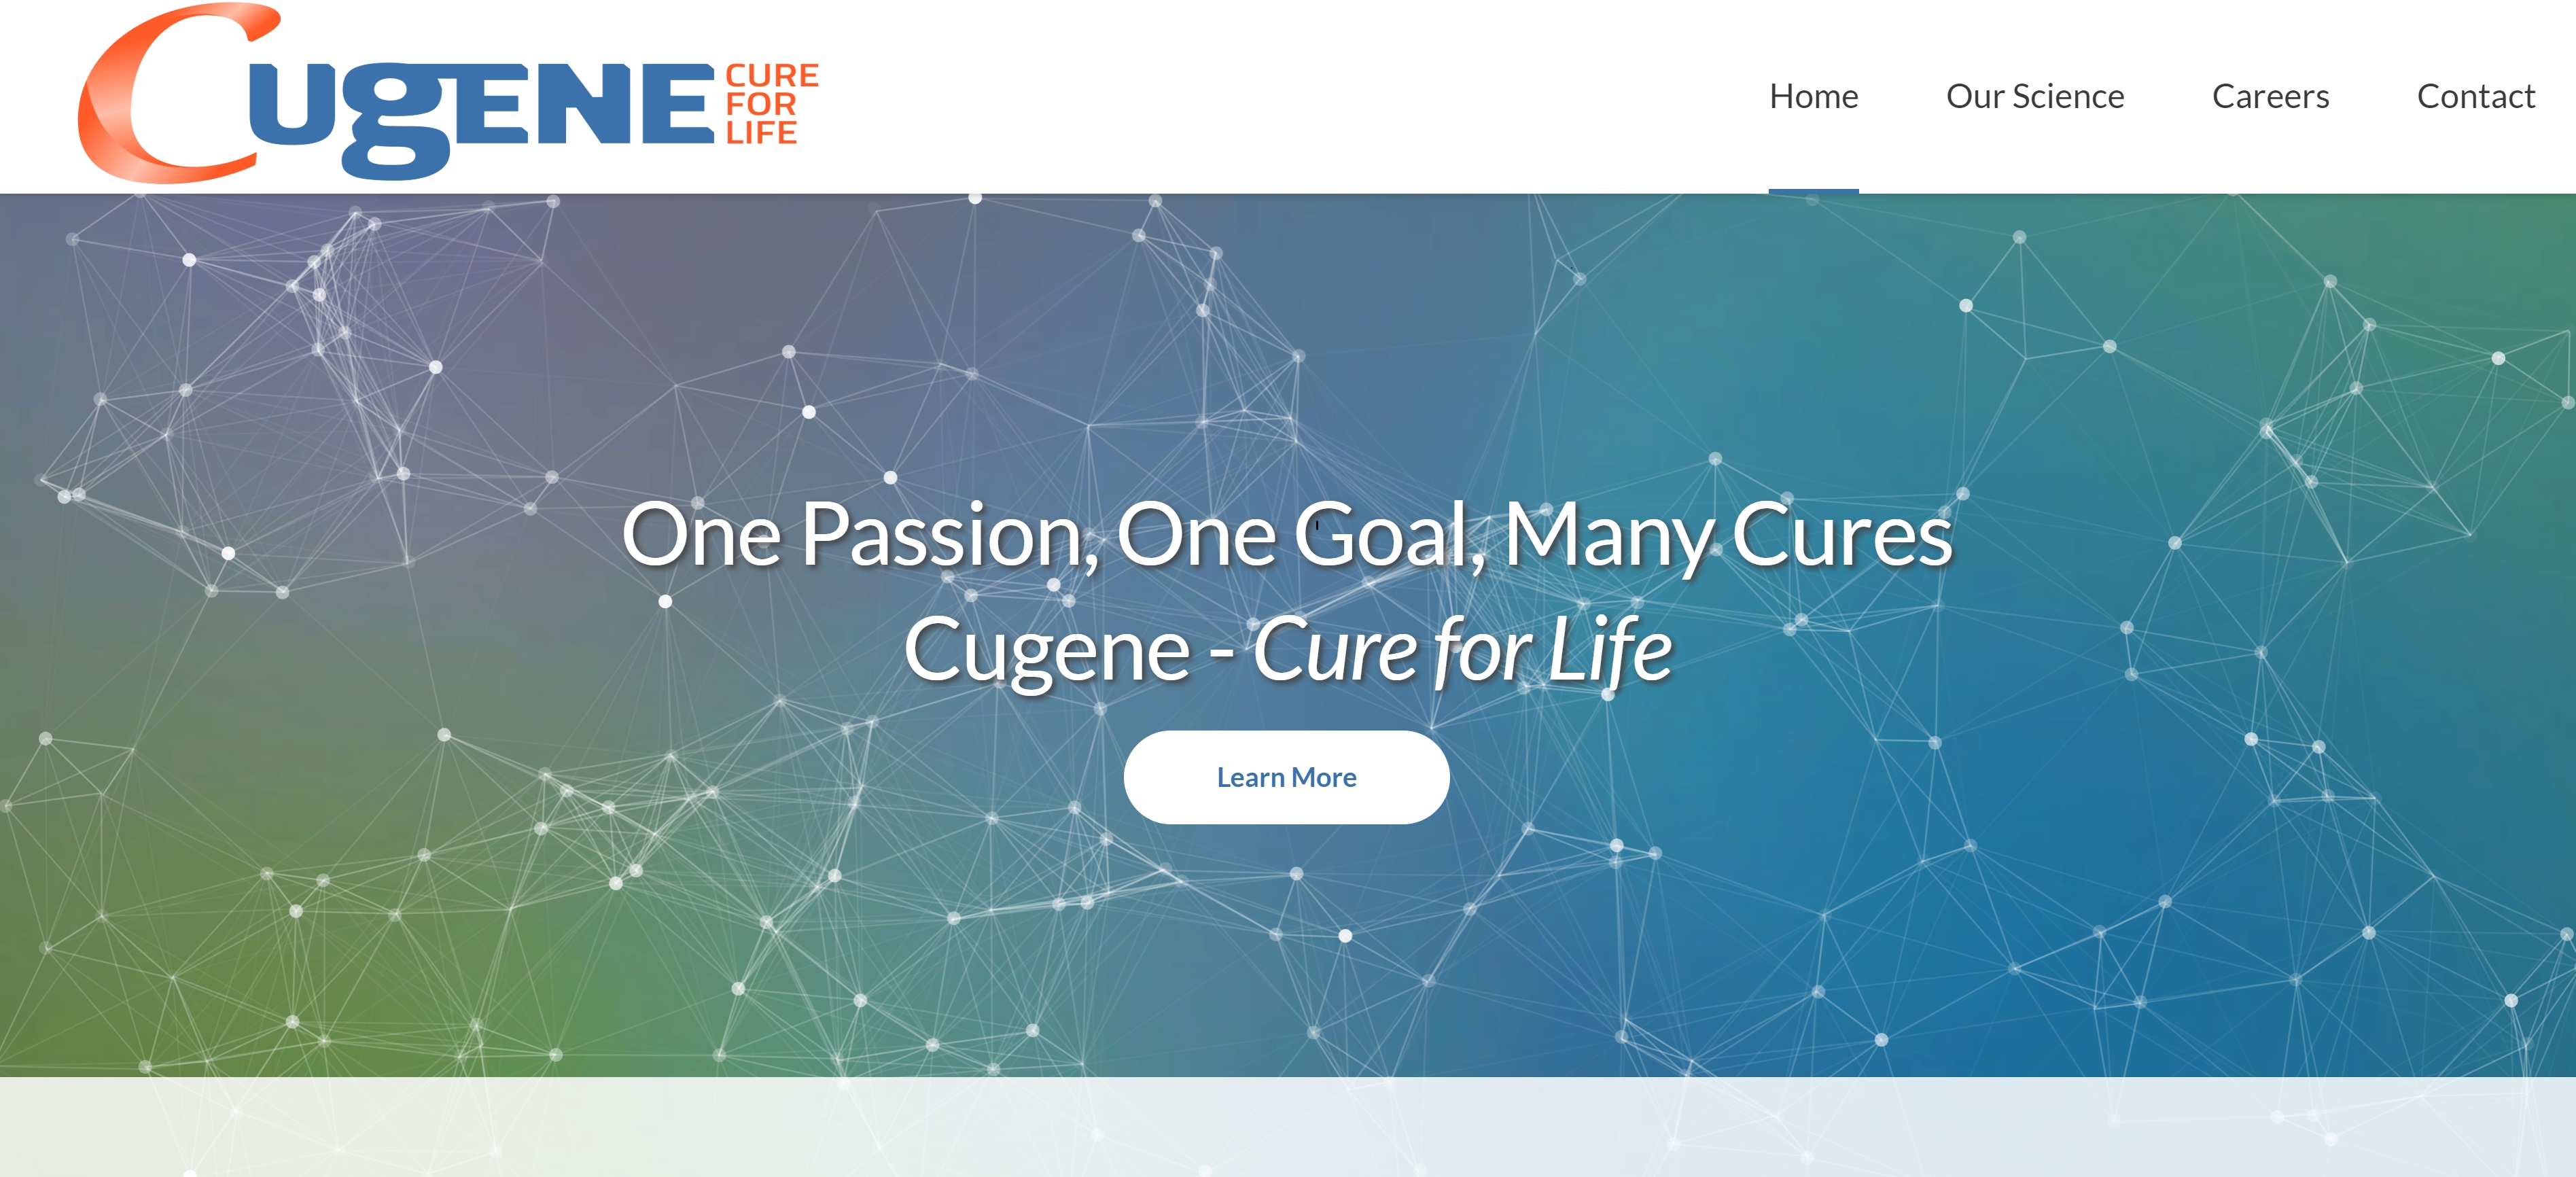 CUgENE
CURE
FOR
LIFE
Home Our Science Careers Contact
One Passion, One Goal, Many Cures
Cugene - Cure for Life
Learn More